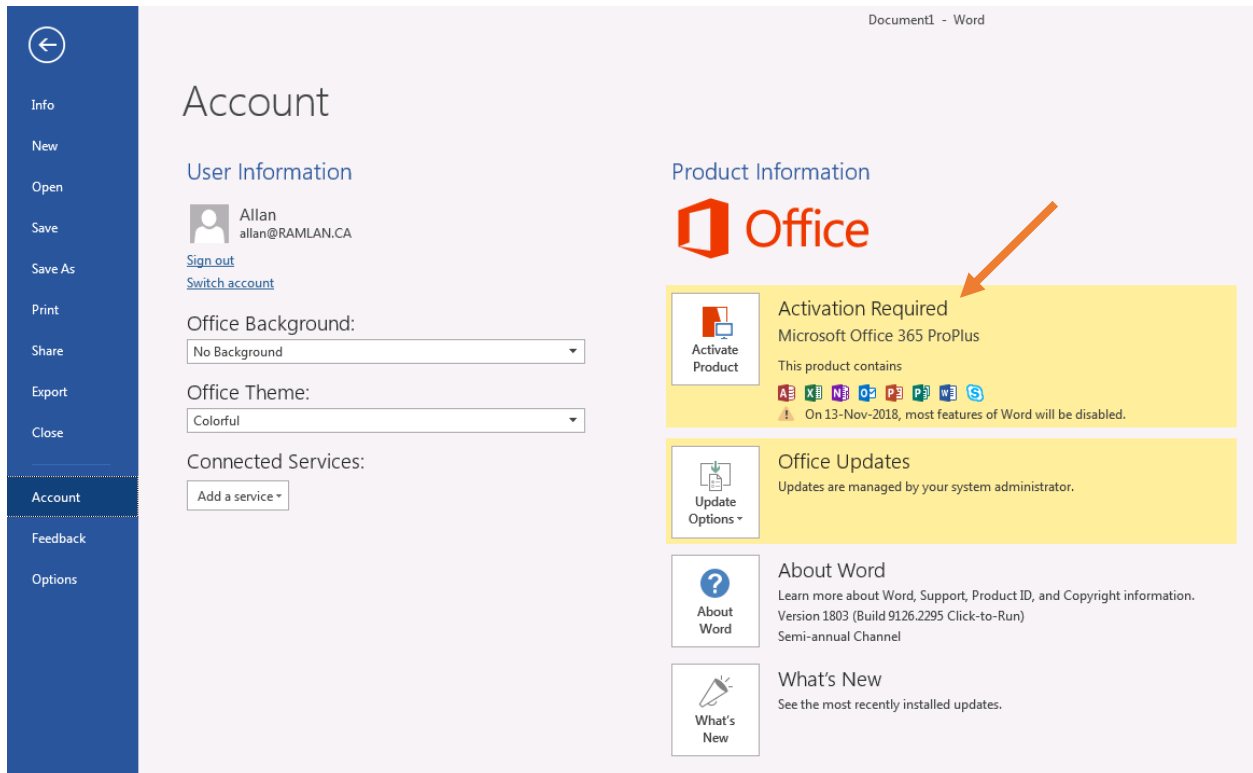 Document1 - Word
Info
New
Open
Save
Save As
Print
Share
Export
Close
Account
Feedback
Options
Account
User Information
Allan
allan@RAMLAN.CA
Sign out
Switch account
Office Background:
No Background
Office Theme:
Colorful
Connected Services:
Add a service
Product Information
Office
Activate
Product
Activation Required
Microsoft Office 365 ProPlus
This product contains
A X N O P P W S
On 13-Nov-2018, most features of Word will be disabled.
Update
Options
Office Updates
Updates are managed by your system administrator.
?
About
Word
About Word
Learn more about Word, Support, Product ID, and Copyright information.
Version 1803 (Build 9126.2295 Click-to-Run)
Semi-annual Channel
What's
New
What's New
See the most recently installed updates.